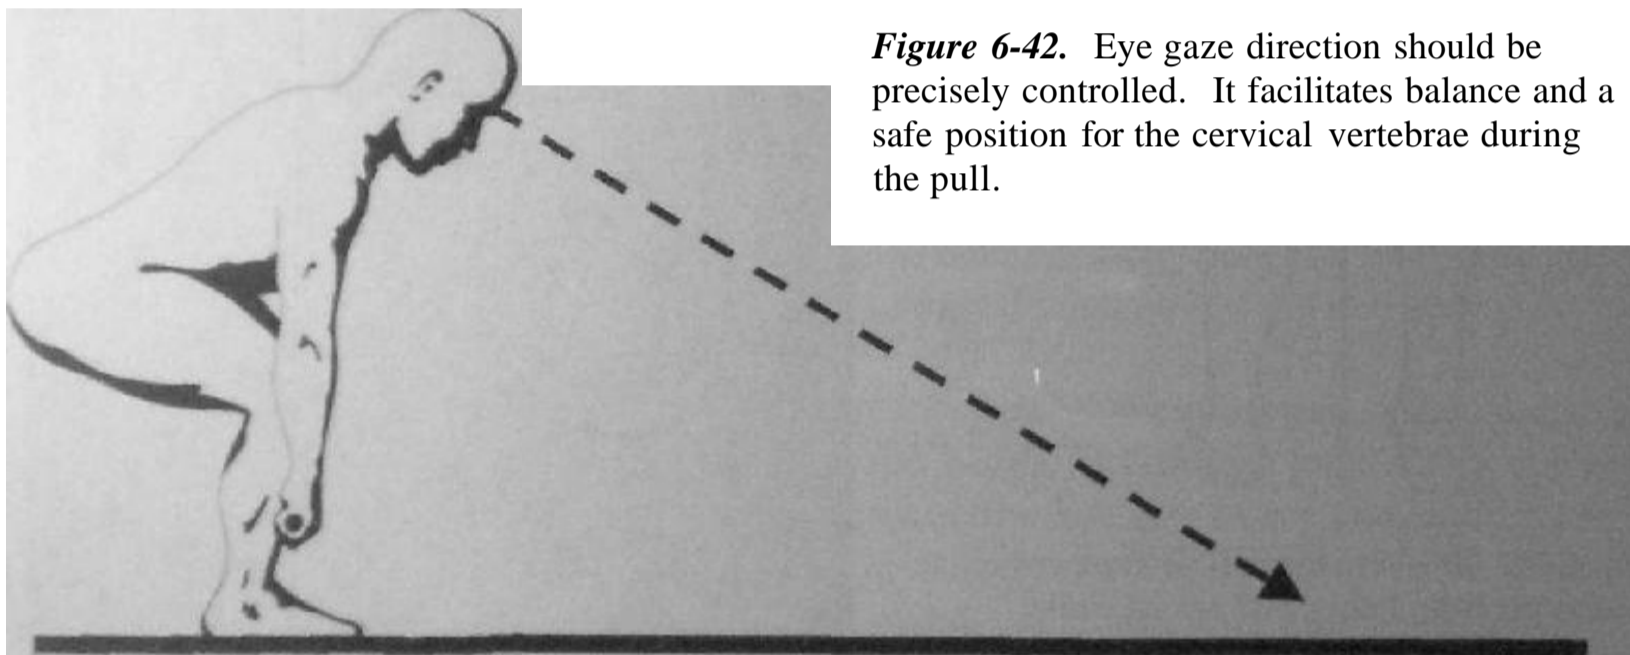 Figure 6-42. Eye gaze direction should be
precisely controlled. It facilitates balance and a
safe position for the cervical vertebrae during
the pull.